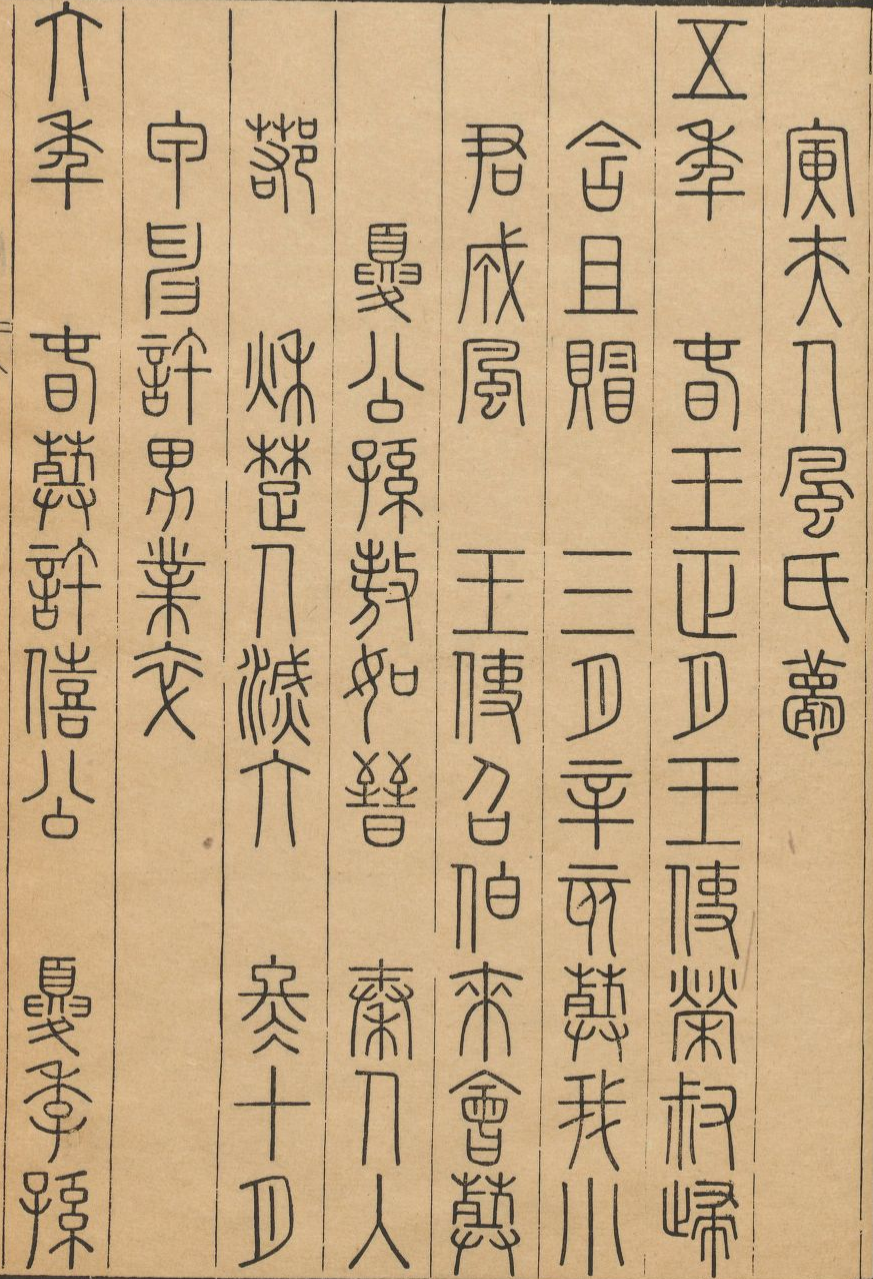 寅夫人風氏薨
五年 春王正月王使榮叔歸
含且賵 三月辛亥葬我小
君成風 王使召伯來會葬
夏公孫敖如晉 秦人入
鄀 秋楚人滅六 冬十月
甲申許男業卒
六年 春葬許僖公 夏季孫